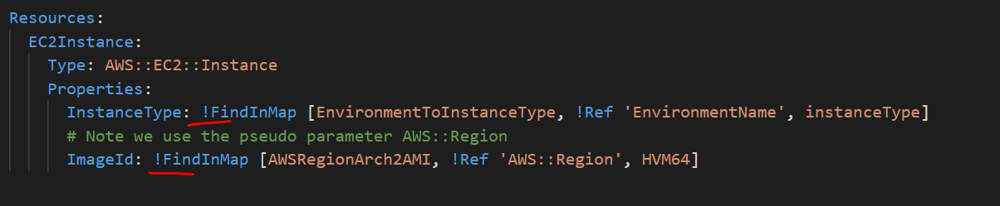 Resources:
EC2Instance:
Type: AWS::EC2::Instance
Properties:
InstanceType: !FindInMap [EnvironmentToInstanceType, !Ref 'EnvironmentName', instanceType]
# Note we use the pseudo parameter AWS::Region
ImageId: !FindInMap [AWSRegionArch2AMI, !Ref 'AWS::Region', HVM64]